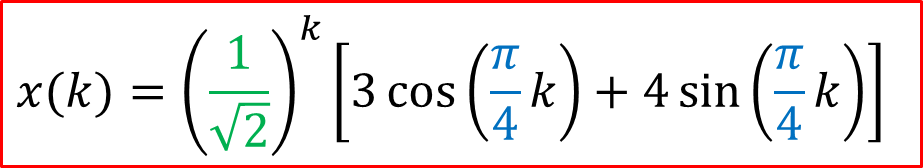 x(k) = (1/√2)^k [3 cos(π/4 k) + 4 sin(π/4 k)]